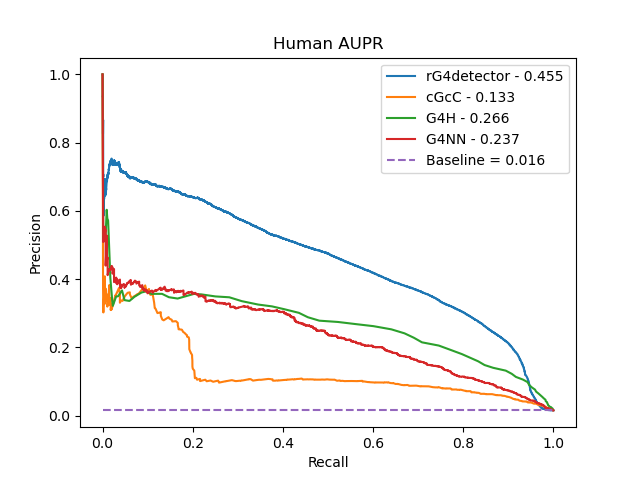 Human AUPR
rG4detector - 0.455
cGcC - 0.133
G4H - 0.266
G4NN - 0.237
Baseline = 0.016
Precision
1.0
0.8
0.6
0.4
0.2
0.0
0.0 0.2 0.4 0.6 0.8 1.0
Recall